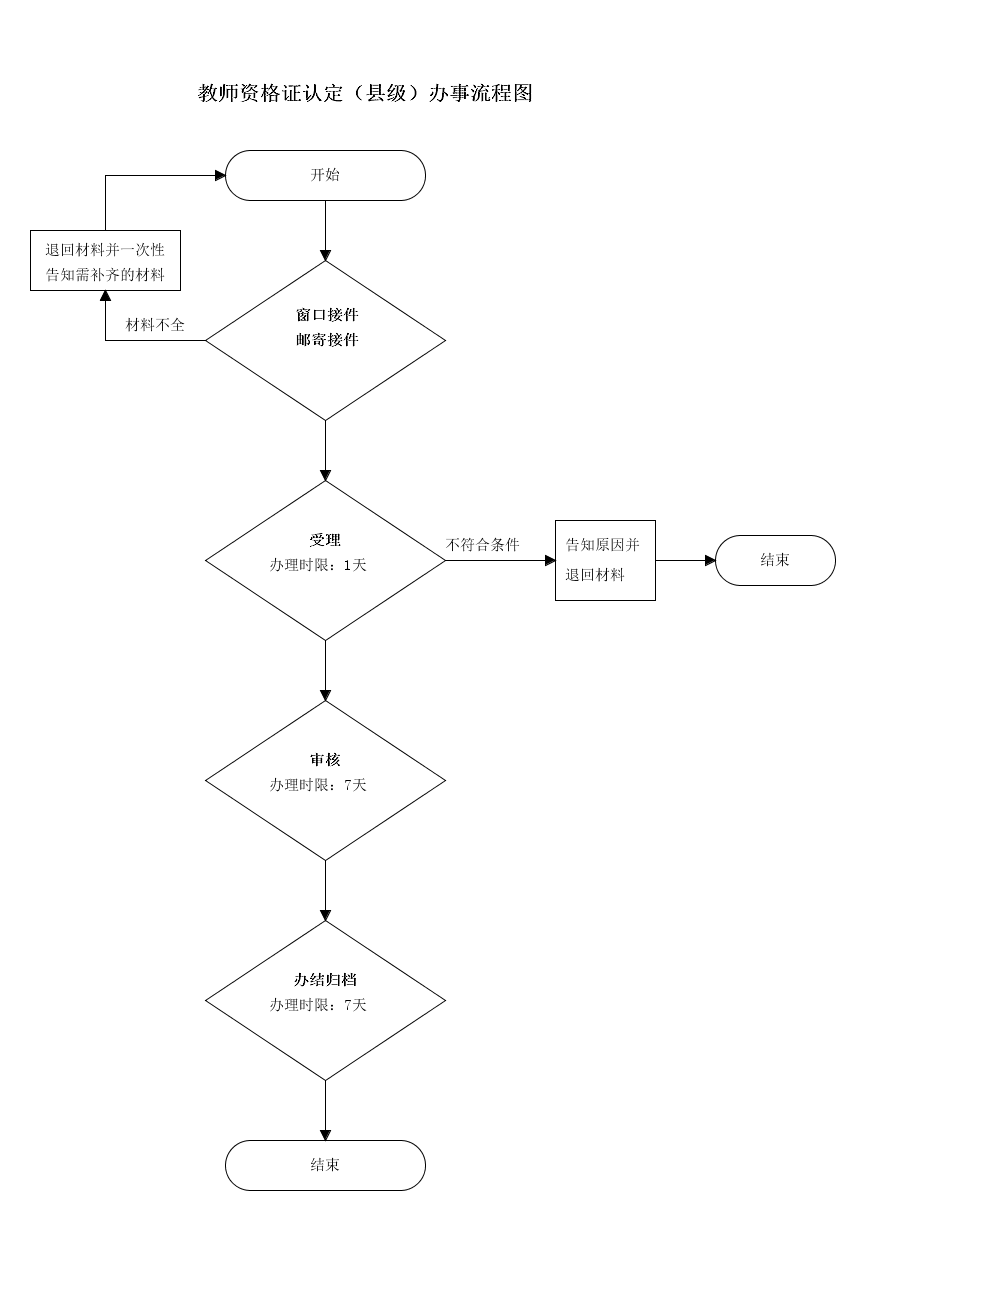 教师资格证认定（县级）办事流程图
开始
退回材料并一次性
告知需补齐的材料
材料不全
窗口接件
邮寄接件
受理
办理时限：1天
不符合条件
告知原因并
退回材料
结束
审核
办理时限：7天
办结归档
办理时限：7天
结束